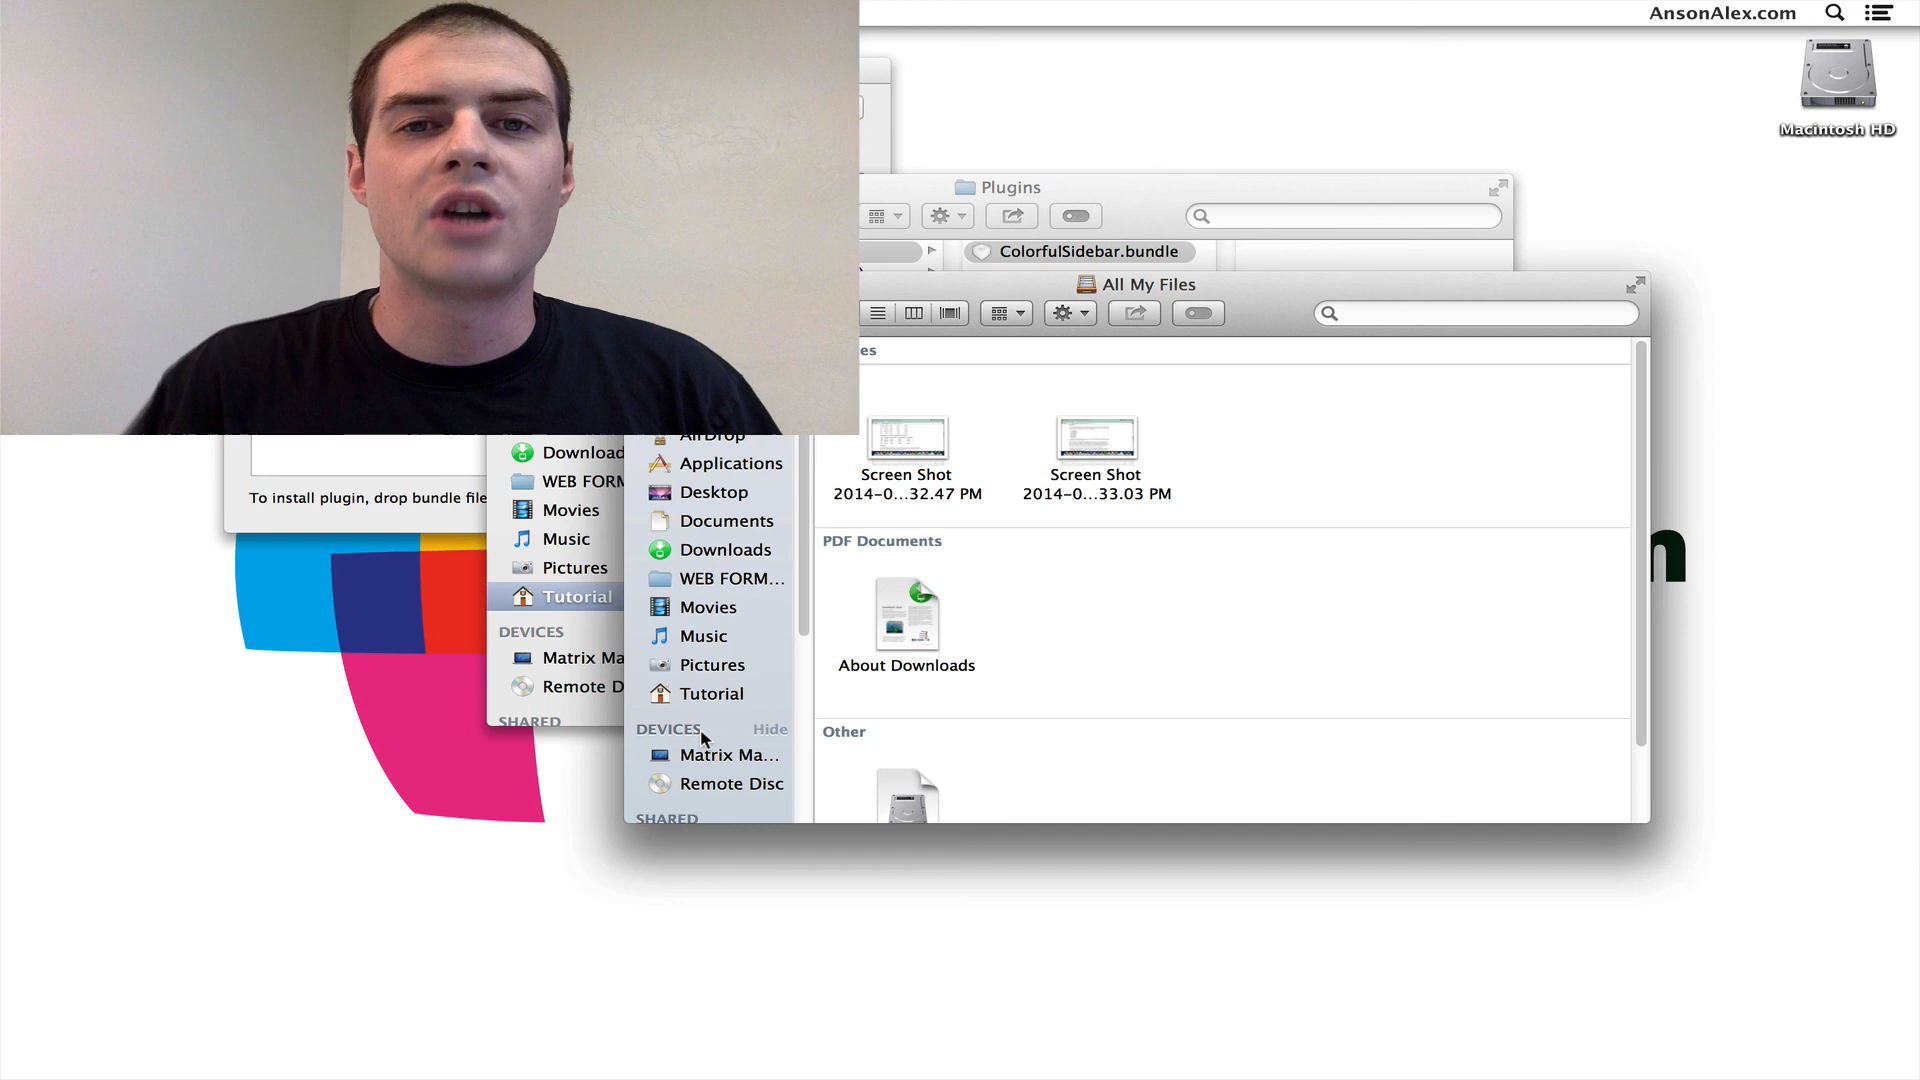 AnsonAlex.com
Macintosh HD
Plugins
ColorfulSidebar.bundle
All My Files
es
Screen Shot
2014-0...32.47 PM
Screen Shot
2014-0...33.03 PM
PDF Documents
About Downloads
Other
AirDrop
Applications
Desktop
Documents
Downloads
WEB FORM...
Movies
Music
Pictures
Tutorial
DEVICES
Hide
Matrix Ma...
Remote Disc
SHARED
Download
WEB FORM
Movies
Music
Pictures
Tutorial
DEVICES
Matrix Ma
Remote D
SHARED
To install plugin, drop bundle file
m